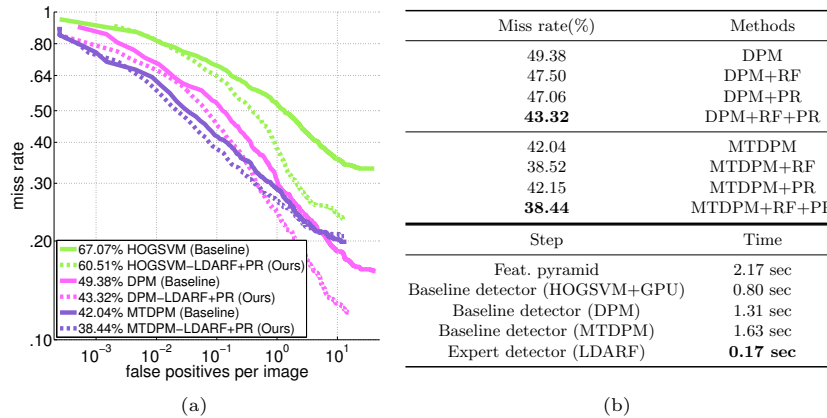 1
.80
.64
.50
.40
.30
.20
.10
miss rate
67.07% HOGSVM (Baseline)
60.51% HOGSVM−LDARF+PR (Ours)
49.38% DPM (Baseline)
43.32% DPM−LDARF+PR (Ours)
42.04% MTDPM (Baseline)
38.44% MTDPM−LDARF+PR (Ours)
10⁻³ 10⁻² 10⁻¹ 10⁰ 10¹
false positives per image
(a)
Miss rate(%) Methods
49.38 DPM
47.50 DPM+RF
47.06 DPM+PR
43.32 DPM+RF+PR
42.04 MTDPM
38.52 MTDPM+RF
42.15 MTDPM+PR
38.44 MTDPM+RF+PR
Step Time
Feat. pyramid 2.17 sec
Baseline detector (HOGSVM+GPU) 0.80 sec
Baseline detector (DPM) 1.31 sec
Baseline detector (MTDPM) 1.63 sec
Expert detector (LDARF) 0.17 sec
(b)